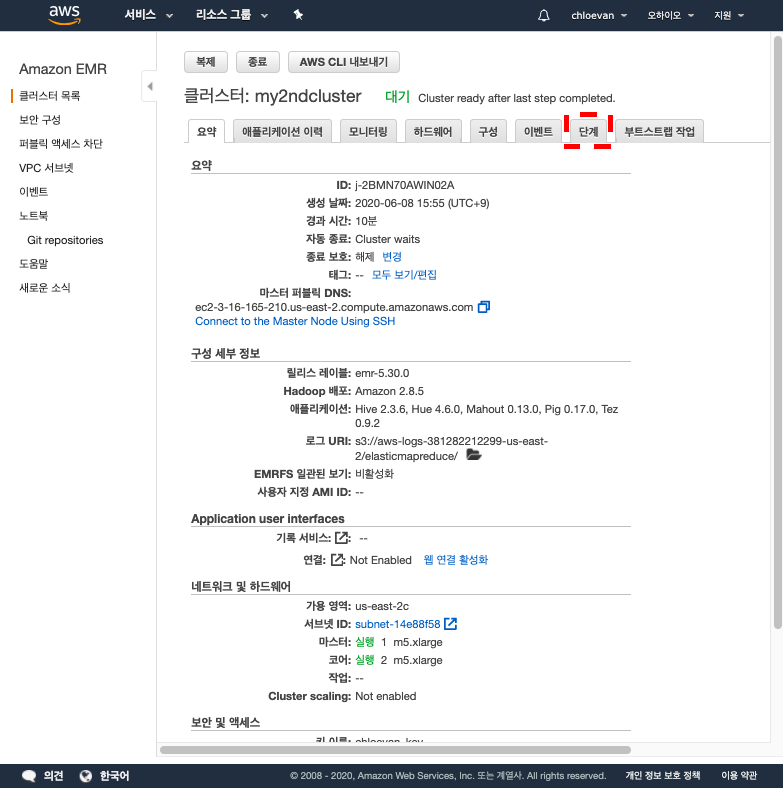 aws 서비스 리소스 그룹 chloevan 오하이오 지원
Amazon EMR
클러스터 목록
보안 구성
퍼블릭 액세스 차단
VPC 서브넷
이벤트
노트북
Git repositories
도움말
새로운 소식
복제 종료 AWS CLI 내보내기
클러스터: my2ndcluster 대기 Cluster ready after last step completed.
요약 애플리케이션 이력 모니터링 하드웨어 구성 이벤트 단계 부트스트랩 작업
요약
ID: j-2BMN70AWIN02A
생성 날짜: 2020-06-08 15:55 (UTC+9)
경과 시간: 10분
자동 종료: Cluster waits
종료 보호: 해제 변경
태그: -- 모두 보기/편집
마스터 퍼블릭 DNS:
ec2-3-16-165-210.us-east-2.compute.amazonaws.com
Connect to the Master Node Using SSH
구성 세부 정보
릴리스 레이블: emr-5.30.0
Hadoop 배포: Amazon 2.8.5
애플리케이션: Hive 2.3.6, Hue 4.6.0, Mahout 0.13.0, Pig 0.17.0, Tez
0.9.2
로그 URI: s3://aws-logs-381282212299-us-east-
2/elasticmapreduce/
EMRFS 일관된 보기: 비활성화
사용자 지정 AMI ID: --
Application user interfaces
기록 서비스: --
연결: Not Enabled 웹 연결 활성화
네트워크 및 하드웨어
가용 영역: us-east-2c
서브넷 ID: subnet-14e88f58
마스터: 실행 1 m5.xlarge
코어: 실행 2 m5.xlarge
작업: --
Cluster scaling: Not enabled
보안 및 액세스
키 이름: chloevan_key
의견 한국어 © 2008 - 2020, Amazon Web Services, Inc. 또는 계열사. All rights reserved. 개인 정보 보호 정책 이용 약관